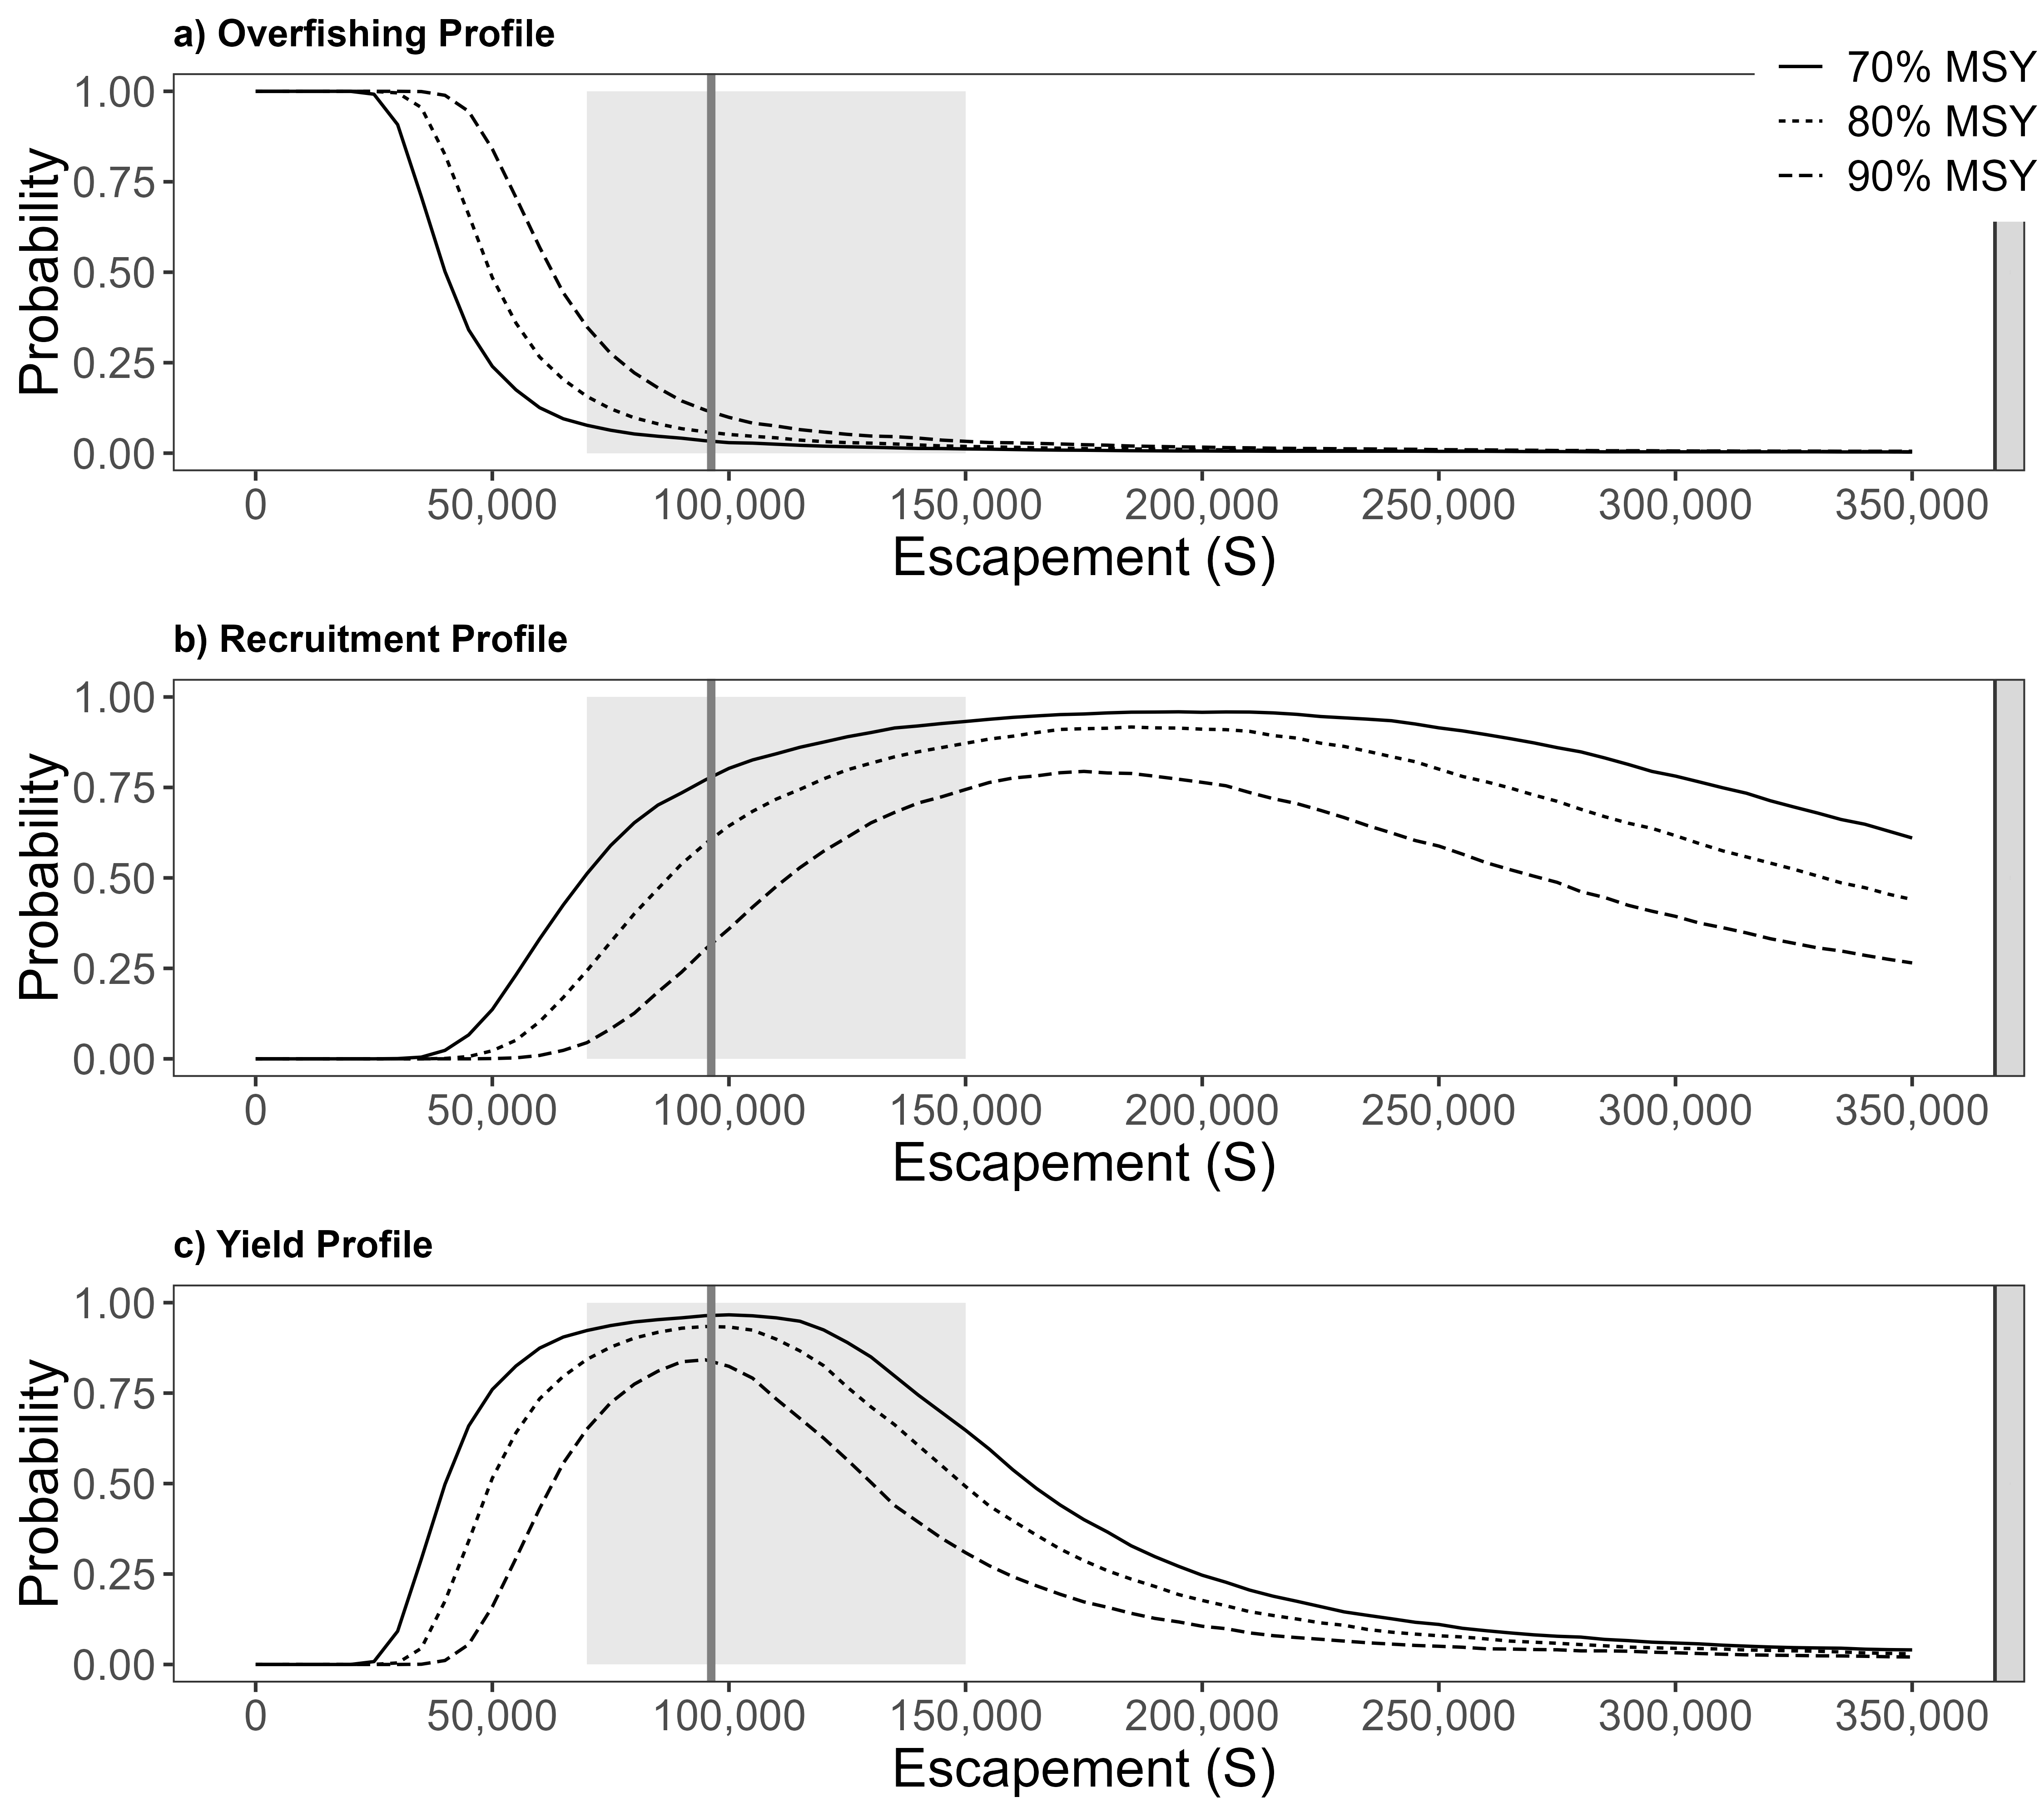 a) Overfishing Profile
70% MSY
80% MSY
90% MSY
Probability
1.00
0.75
0.50
0.25
0.00
0 50,000 100,000 150,000 200,000 250,000 300,000 350,000
Escapement (S)
b) Recruitment Profile
Probability
1.00
0.75
0.50
0.25
0.00
0 50,000 100,000 150,000 200,000 250,000 300,000 350,000
Escapement (S)
c) Yield Profile
Probability
1.00
0.75
0.50
0.25
0.00
0 50,000 100,000 150,000 200,000 250,000 300,000 350,000
Escapement (S)